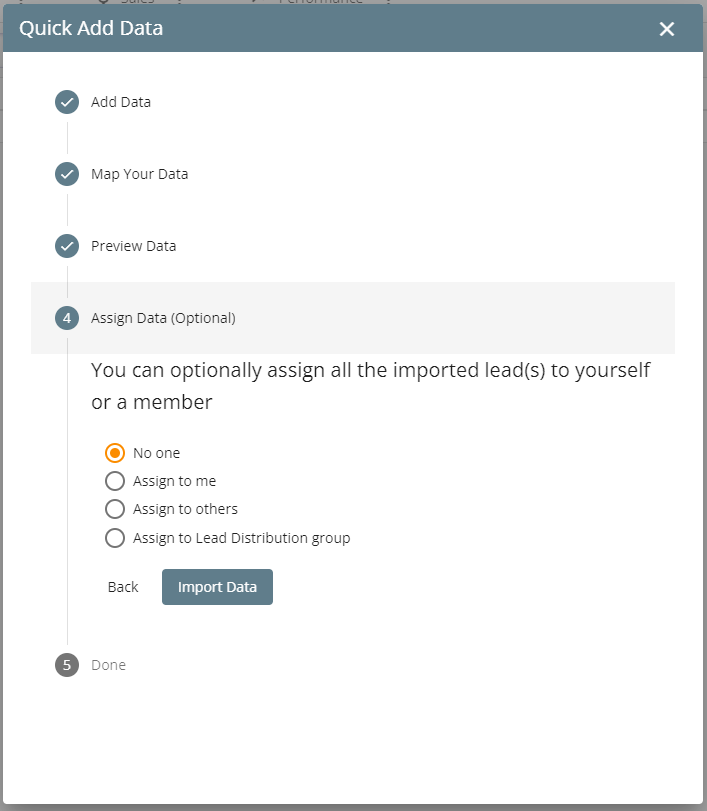 Sales Performance
Quick Add Data
Add Data
Map Your Data
Preview Data
4 Assign Data (Optional)
You can optionally assign all the imported lead(s) to yourself
or a member
No one
Assign to me
Assign to others
Assign to Lead Distribution group
Back Import Data
5 Done